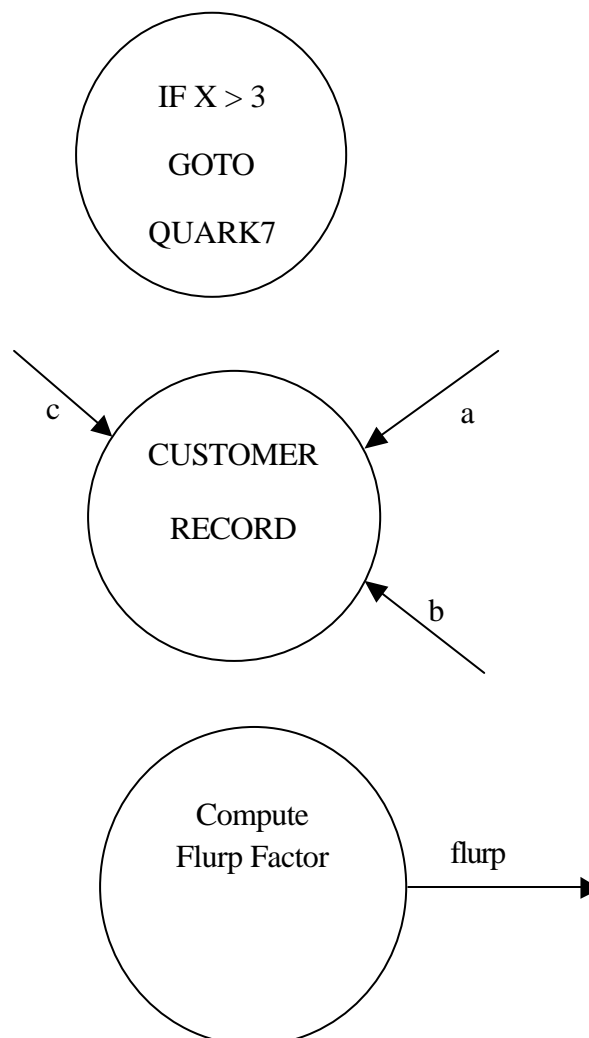 IF X > 3
GOTO
QUARK7
c
a
CUSTOMER
RECORD
b
Compute
Flurp Factor
flurp